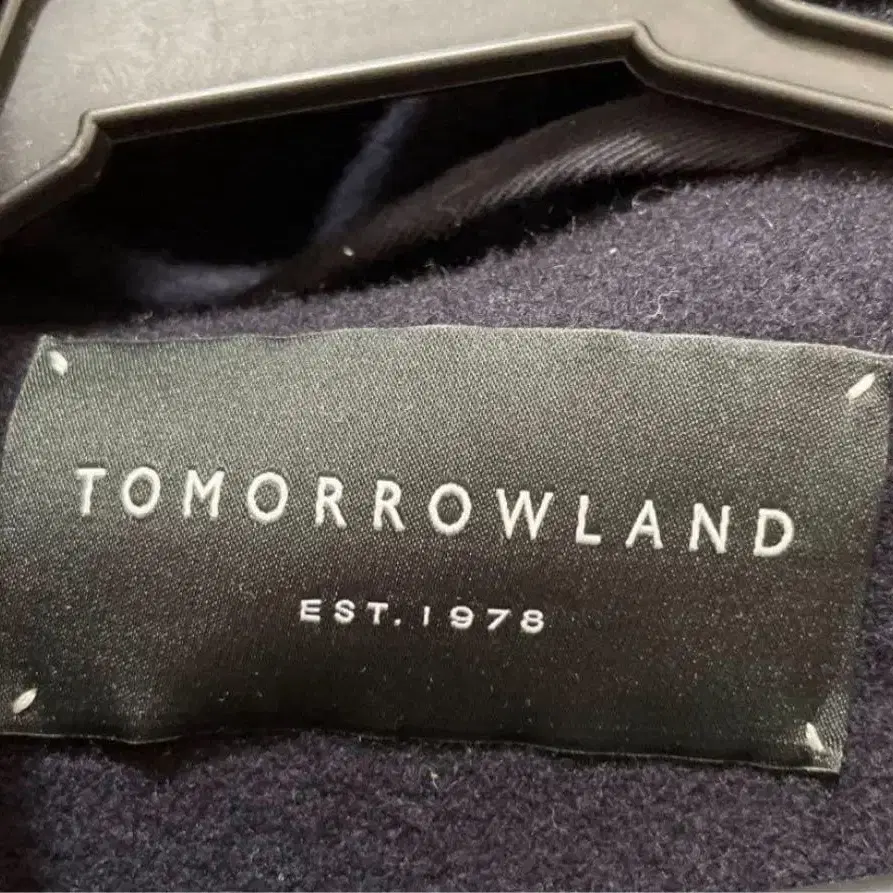 TOMORROWLAND
EST. 1978